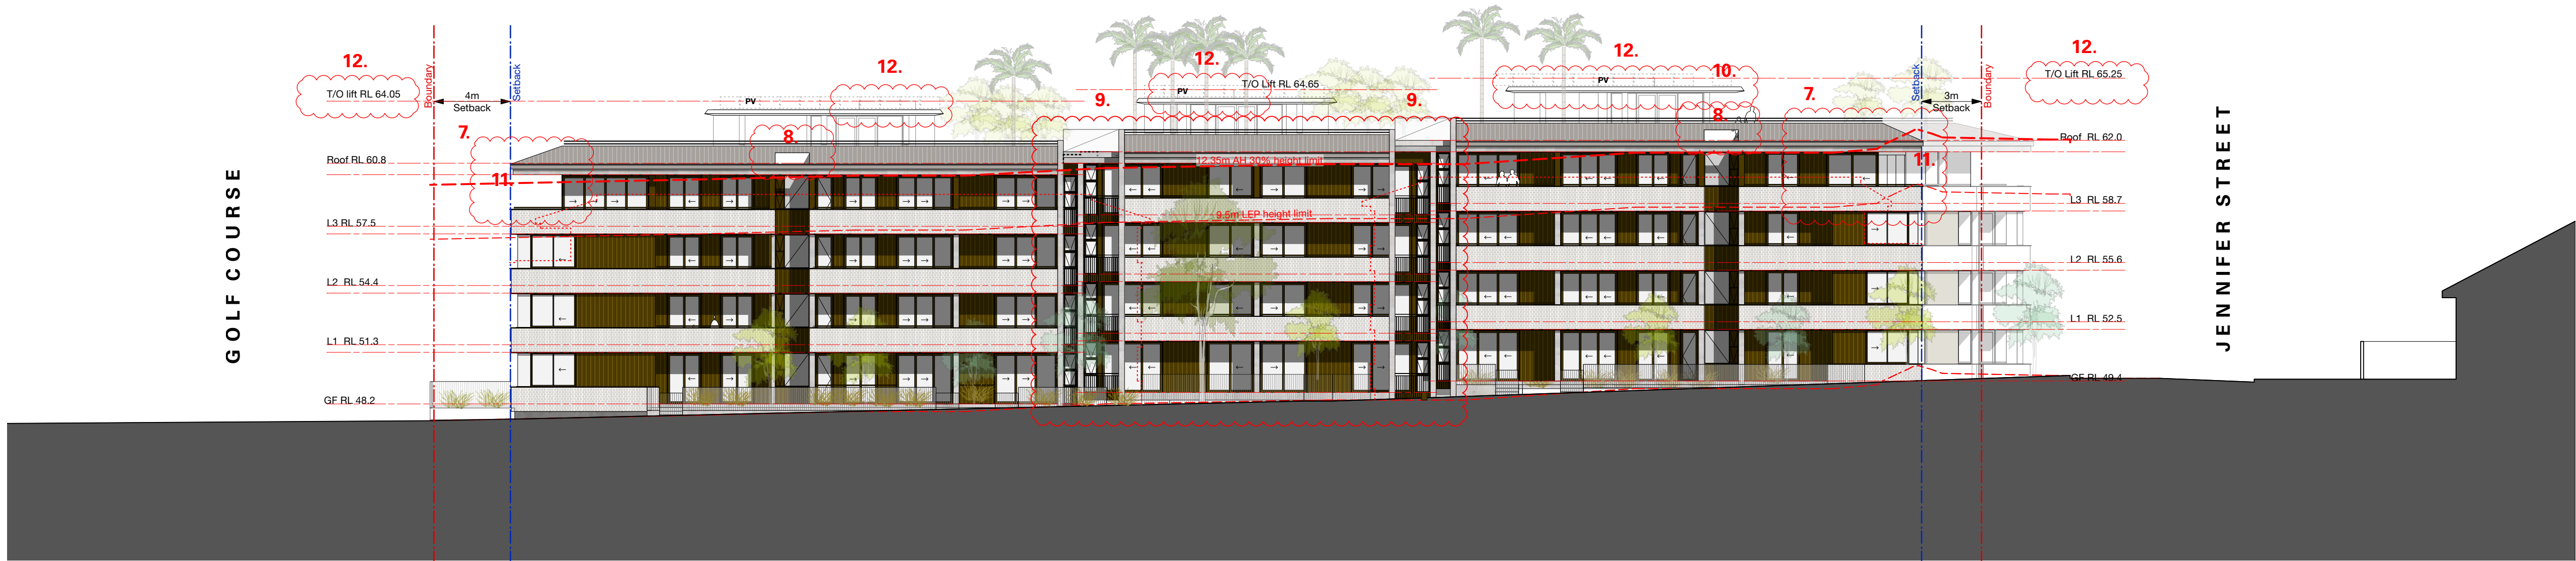 12.
T/O lift RL 64.05
Boundary
4m
Setback
Setback
7.
Roof RL 60.8
11.
L3 RL 57.5
L2 RL 54.4
L1 RL 51.3
GF RL 48.2
GOLF COURSE
PV
12.
8.
9.
12.
PV
T/O Lift RL 64.65
9.
12.35m AH 30% height limit
9.5m LEP height limit
12.
PV
10.
8.
7.
Setback
3m
Setback
Boundary
12.
T/O Lift RL 65.25
Roof RL 62.0
11.
L3 RL 58.7
L2 RL 55.6
L1 RL 52.5
GF RL 49.4
JENNIFER STREET